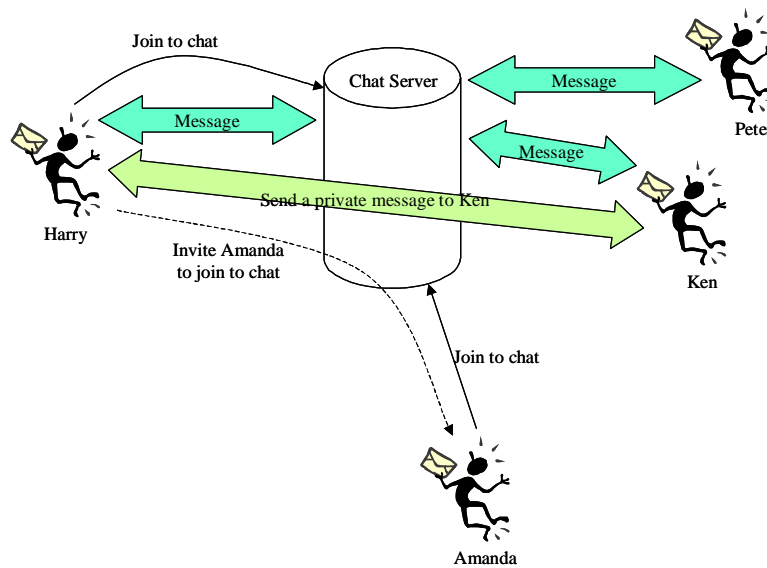 Join to chat
Chat Server
Message
Pete
Message
Message
Send a private message to Ken
Harry
Invite Amanda
to join to chat
Ken
Join to chat
Amanda